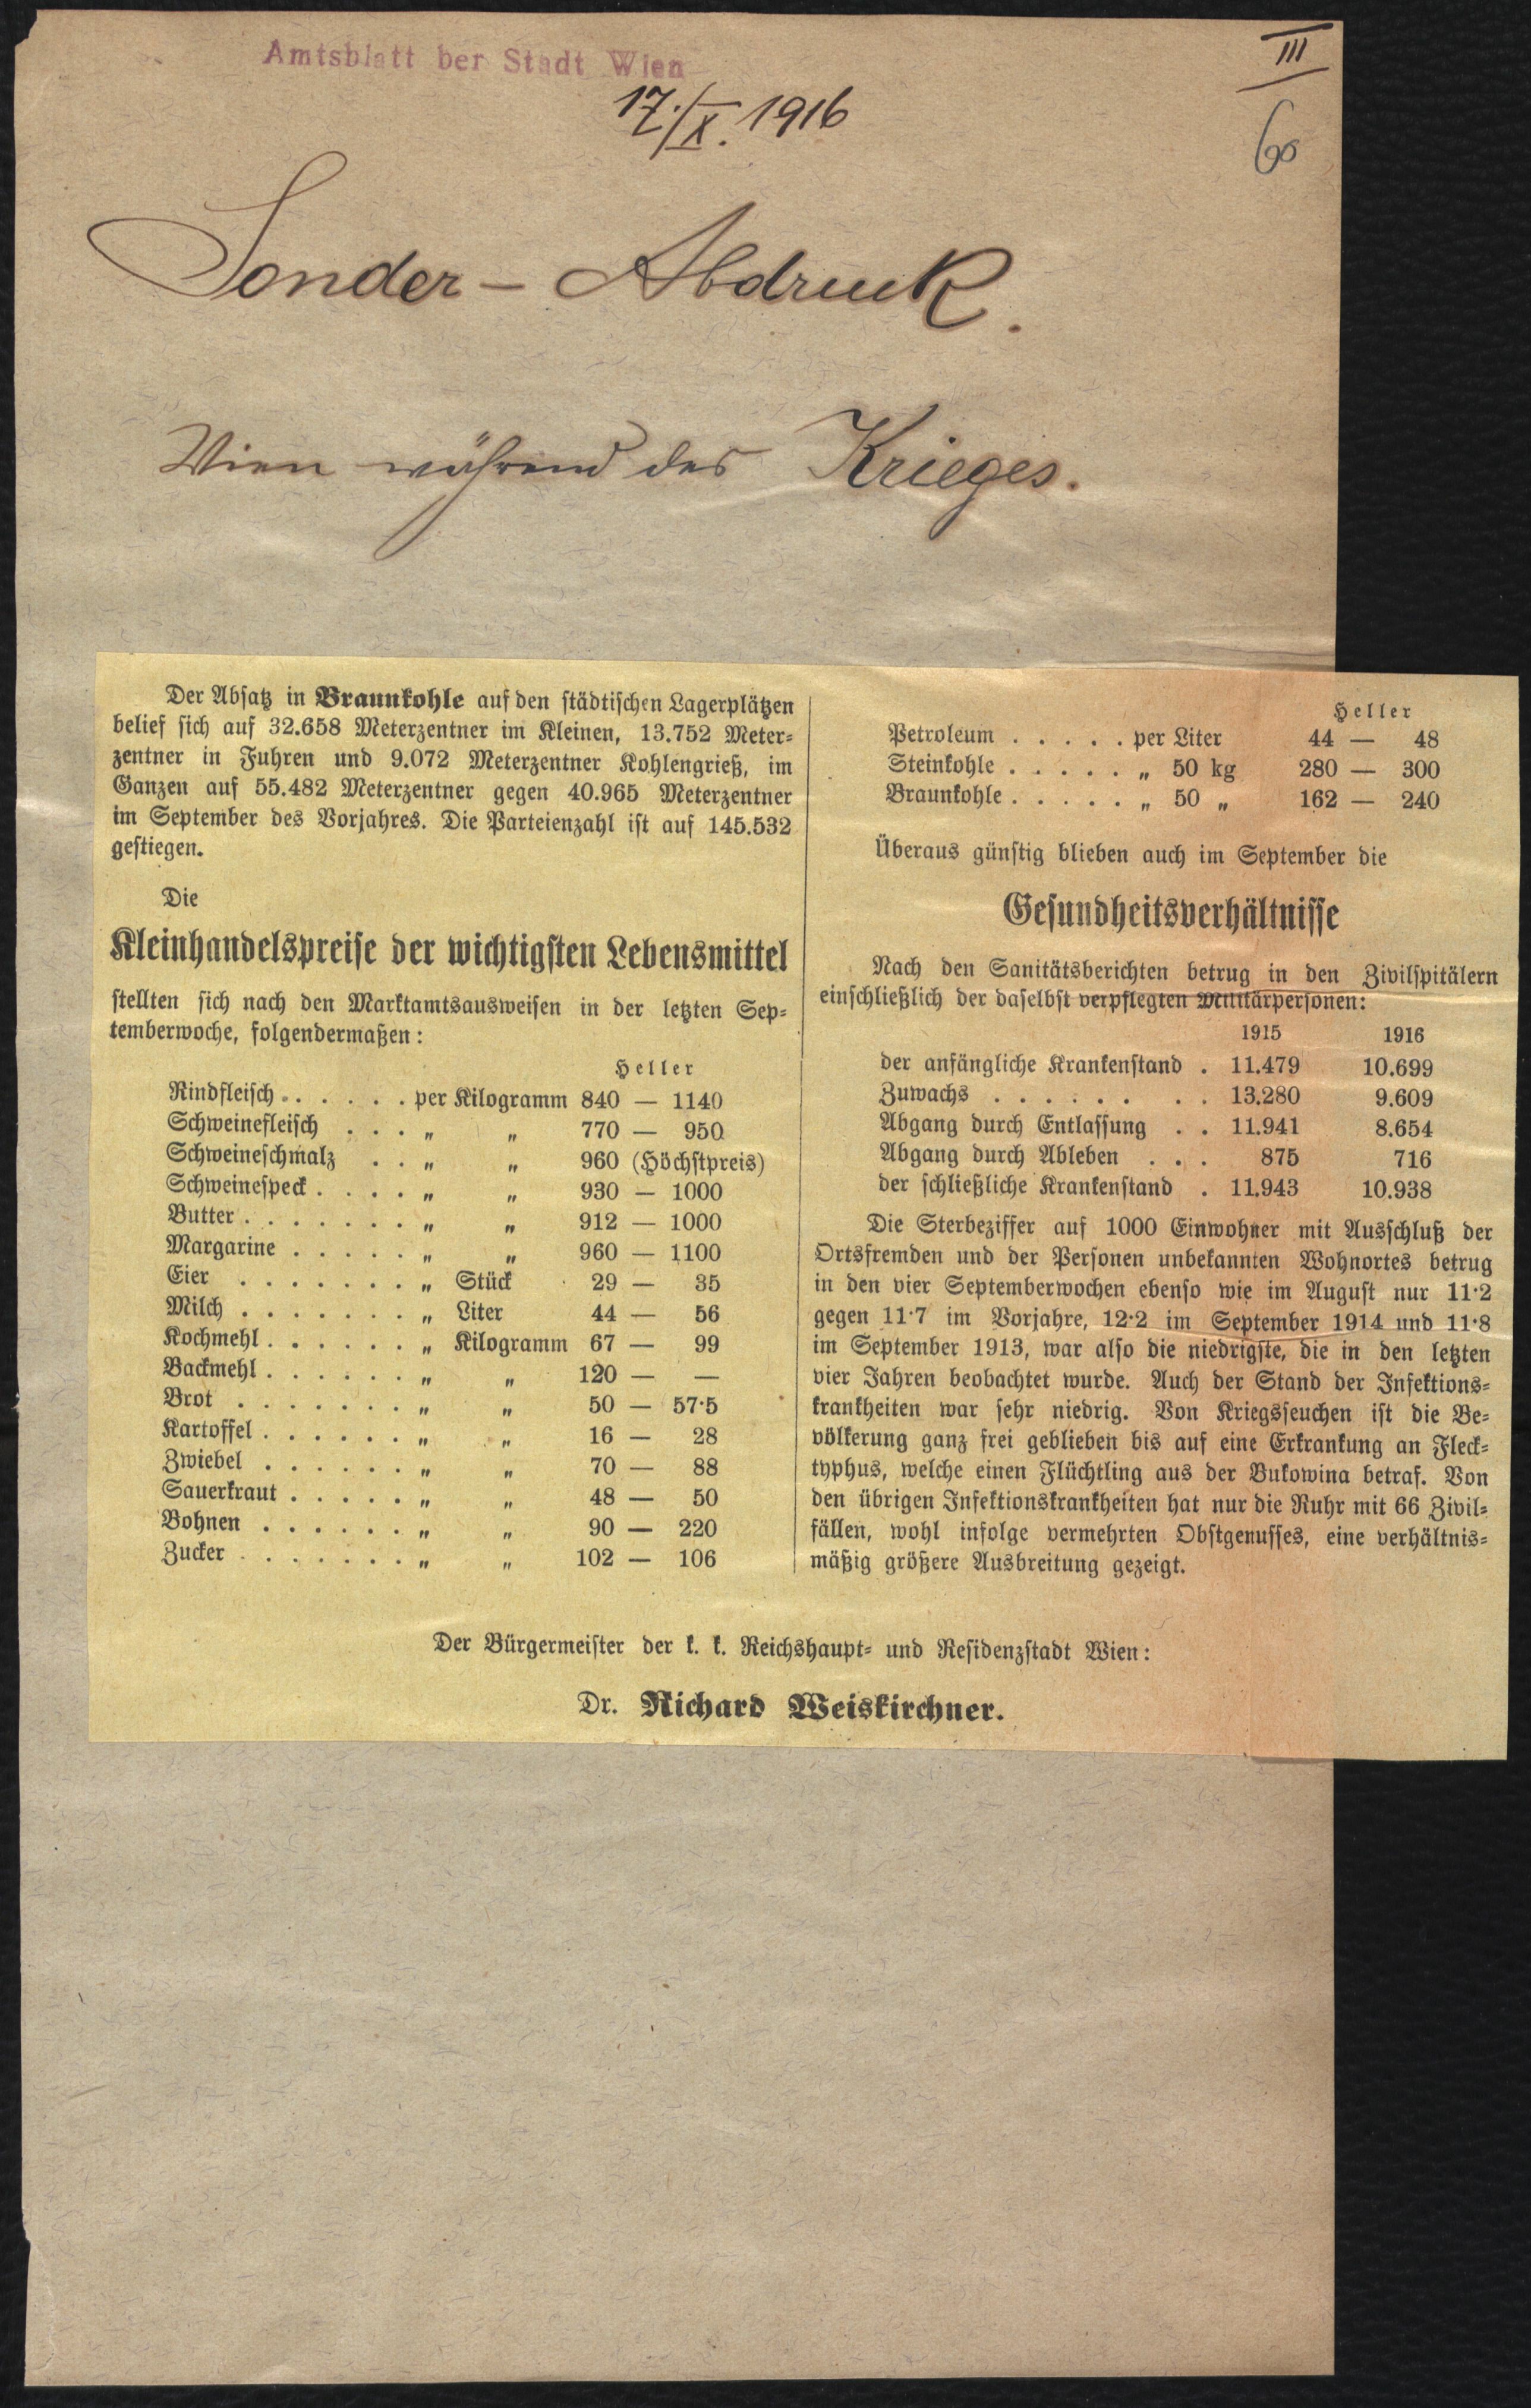 Amtsblatt der Stadt Wien
III
17./X. 1916
60
Sonder-Abdruck.
Wien während des Krieges.
Der Absatz in Braunkohle auf den städtischen Lagerplätzen
belief sich auf 32.658 Meterzentner im Kleinen, 13.752 Meter-
zentner in Fuhren und 9.072 Meterzentner Kohlengrieß, im
Ganzen auf 55.482 Meterzentner gegen 40.965 Meterzentner
im September des Vorjahres. Die Parteienzahl ist auf 145.532
gestiegen.
Die
Kleinhandelspreise der wichtigsten Lebensmittel
stellten sich nach den Marktamtsausweisen in der letzten Sep-
temberwoche, folgendermaßen:
Heller
Rindfleisch . . . . . per Kilogramm 840 — 1140
Schweinefleisch . . . „ „ 770 — 950
Schweineschmalz . . „ „ 960 (Höchstpreis)
Schweinespeck . . . . „ „ 930 — 1000
Butter . . . . . . . „ „ 912 — 1000
Margarine . . . . . „ „ 960 — 1100
Eier . . . . . . . „ Stück 29 — 35
Milch . . . . . . . „ Liter 44 — 56
Kochmehl . . . . . . „ Kilogramm 67 — 99
Backmehl . . . . . . „ „ 120 — —
Brot . . . . . . . „ „ 50 — 57·5
Kartoffel . . . . . . „ „ 16 — 28
Zwiebel . . . . . . „ „ 70 — 88
Sauerkraut . . . . . „ „ 48 — 50
Bohnen . . . . . . „ „ 90 — 220
Zucker . . . . . . . „ „ 102 — 106
Heller
Petroleum . . . . . per Liter 44 — 48
Steinkohle . . . . . „ 50 kg 280 — 300
Braunkohle . . . . . „ 50 „ 162 — 240
Überaus günstig blieben auch im September die
Gesundheitsverhältnisse
Nach den Sanitätsberichten betrug in den Zivilspitälern
einschließlich der daselbst verpflegten Militärpersonen:
1915 1916
der anfängliche Krankenstand . 11.479 10.699
Zuwachs . . . . . . . . 13.280 9.609
Abgang durch Entlassung . . 11.941 8.654
Abgang durch Ableben . . . 875 716
der schließliche Krankenstand . 11.943 10.938
Die Sterbeziffer auf 1000 Einwohner mit Ausschluß der
Ortsfremden und der Personen unbekannten Wohnortes betrug
in den vier Septemberwochen ebenso wie im August nur 11·2
gegen 11·7 im Vorjahre, 12·2 im September 1914 und 11·8
im September 1913, war also die niedrigste, die in den letzten
vier Jahren beobachtet wurde. Auch der Stand der Infektions-
krankheiten war sehr niedrig. Von Kriegsseuchen ist die Be-
völkerung ganz frei geblieben bis auf eine Erkrankung an Fleck-
typhus, welche einen Flüchtling aus der Bukowina betraf. Von
den übrigen Infektionskrankheiten hat nur die Ruhr mit 66 Zivil-
fällen, wohl infolge vermehrten Obstgenusses, eine verhältnis-
mäßig größere Ausbreitung gezeigt.
Der Bürgermeister der k. k. Reichshaupt- und Residenzstadt Wien:
Dr. Richard Weiskirchner.